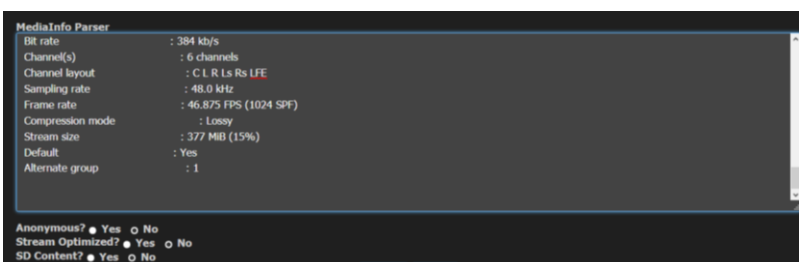 MediaInfo Parser
Bit rate : 384 kb/s
Channel(s) : 6 channels
Channel layout : C L R Ls Rs LFE
Sampling rate : 48.0 kHz
Frame rate : 46.875 FPS (1024 SPF)
Compression mode : Lossy
Stream size : 377 MiB (15%)
Default : Yes
Alternate group : 1
Anonymous? Yes No
Stream Optimized? Yes No
SD Content? Yes No